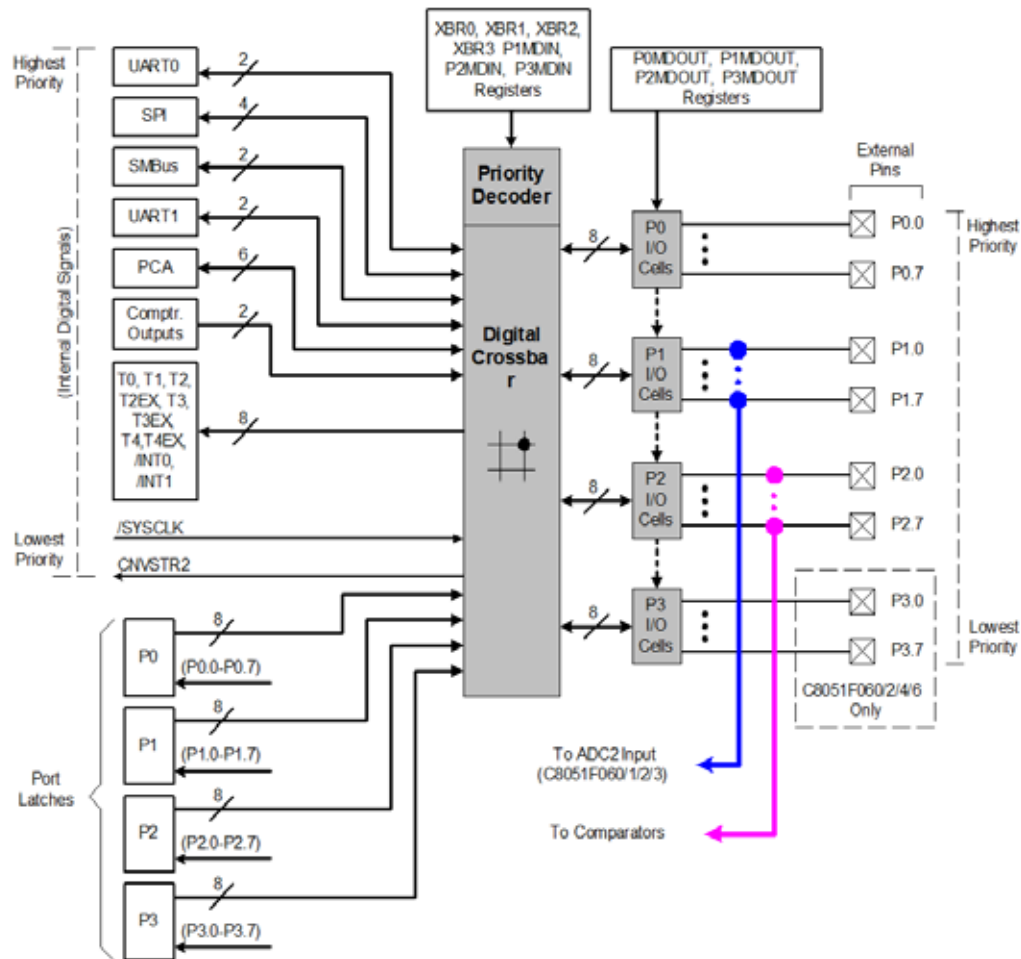 XBR0, XBR1, XBR2,
XBR3 P1MDIN,
P2MDIN, P3MDIN
Registers
P0MDOUT, P1MDOUT,
P2MDOUT, P3MDOUT
Registers
Highest
Priority
UART0
2
SPI
4
SMBus
2
UART1
2
PCA
6
Comptr.
Outputs
2
T0, T1, T2,
T2EX, T3,
T3EX,
T4,T4EX,
/INT0,
/INT1
8
(Internal Digital Signals)
Lowest
Priority
/SYSCLK
CNVSTR2
Priority
Decoder
Digital
Crossba
r
External
Pins
8
P0
I/O
Cells
P0.0
P0.7
Highest
Priority
8
P1
I/O
Cells
P1.0
P1.7
8
P2
I/O
Cells
P2.0
P2.7
8
P3
I/O
Cells
P3.0
P3.7
Lowest
Priority
C8051F060/2/4/6
Only
To ADC2 Input
(C8051F060/1/2/3)
To Comparators
Port
Latches
P0
8
(P0.0-P0.7)
P1
8
(P1.0-P1.7)
P2
8
(P2.0-P2.7)
P3
8
(P3.0-P3.7)